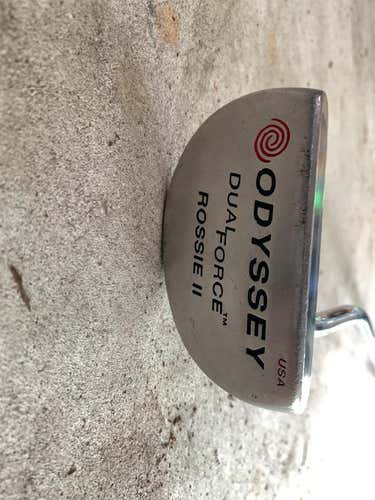 ODYSSEY
DUAL FORCE™
ROSSIE II
USA